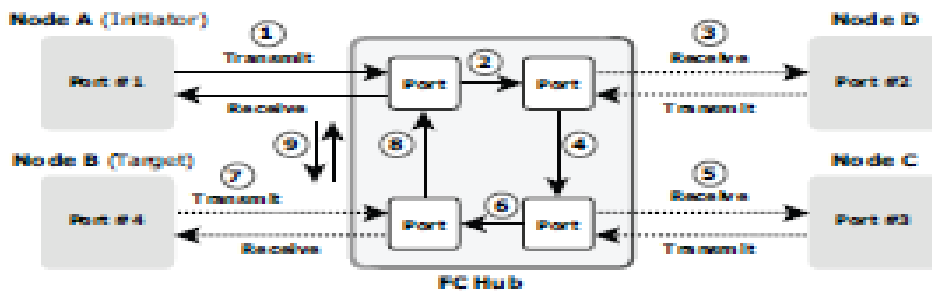 Node A (Initiator)
Node D
1
3
Transmit
Receive
Port #1
Port
2
Port
Port #2
Receive
Transmit
9
8
4
Node B (Target)
Node C
7
5
Transmit
Receive
Port #4
Port
6
Port
Port #3
Receive
Transmit
FC Hub